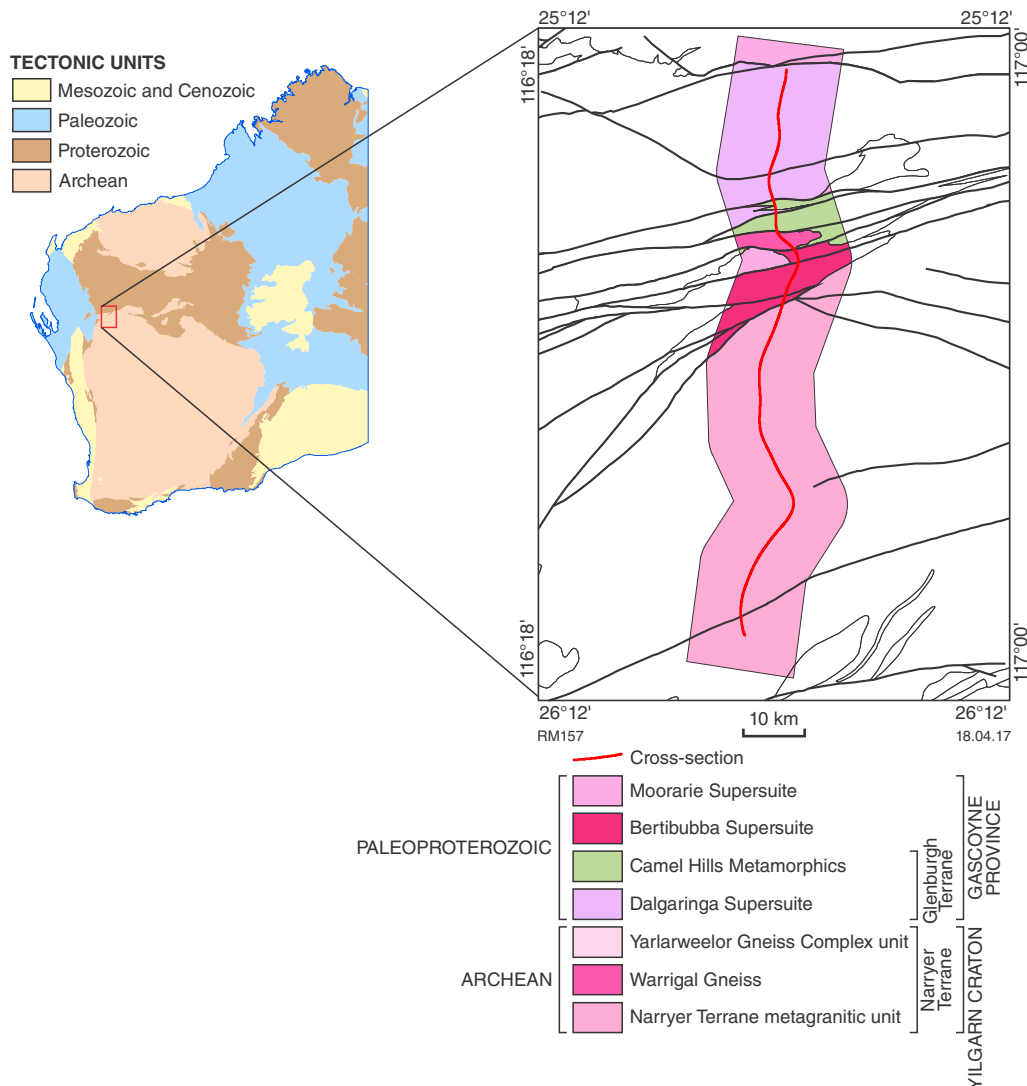 TECTONIC UNITS
Mesozoic and Cenozoic
Paleozoic
Proterozoic
Archean
25°12'
25°12'
116°18'
117°00'
116°18'
117°00'
26°12'
26°12'
RM157
10 km
18.04.17
Cross-section
Moorarie Supersuite
Bertibubba Supersuite
Camel Hills Metamorphics
Dalgaringa Supersuite
Yarlarweelor Gneiss Complex unit
Warrigal Gneiss
Narryer Terrane metagranitic unit
PALEOPROTEROZOIC
ARCHEAN
Glenburgh
Terrane
GASCOYNE
PROVINCE
Narryer
Terrane
YILGARN CRATON